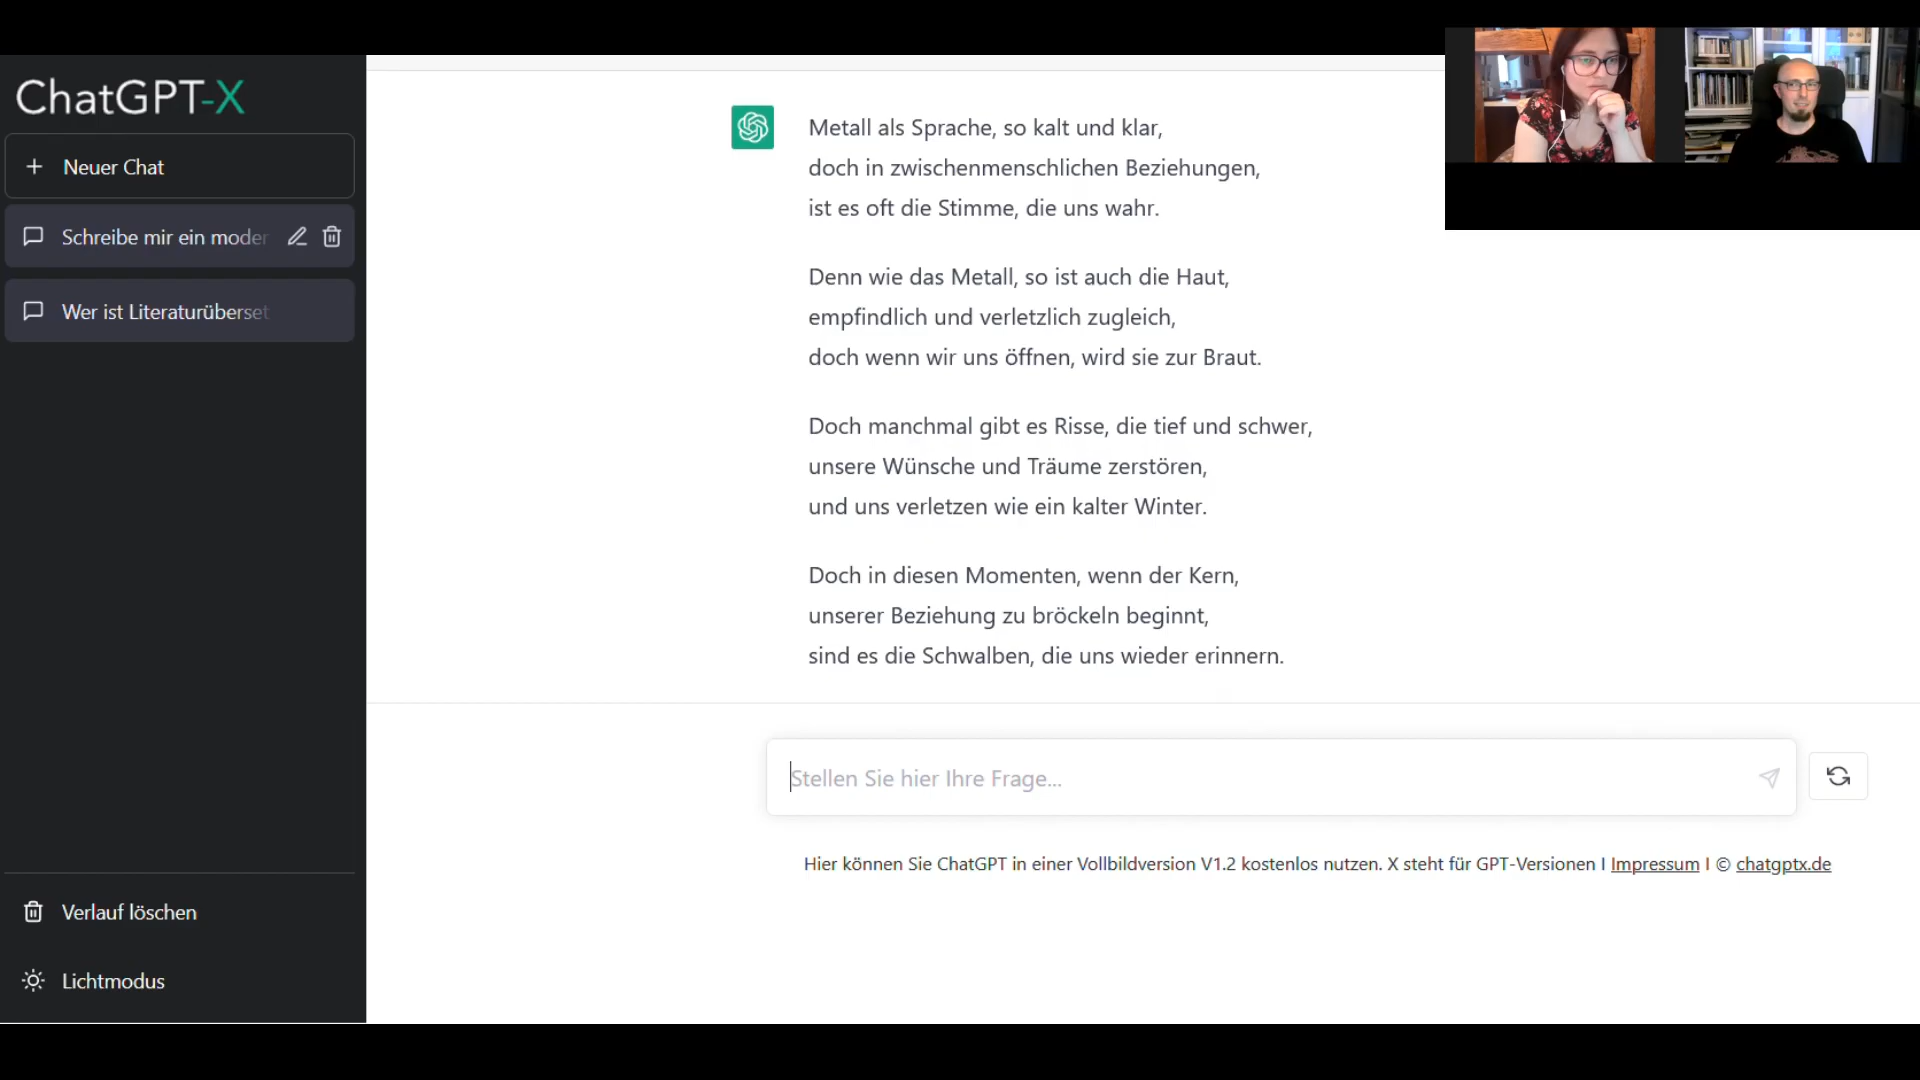 ChatGPT-X
Neuer Chat
Schreibe mir ein moder
Wer ist Literaturüberset
Metall als Sprache, so kalt und klar,
doch in zwischenmenschlichen Beziehungen,
ist es oft die Stimme, die uns wahr.
Denn wie das Metall, so ist auch die Haut,
empfindlich und verletzlich zugleich,
doch wenn wir uns öffnen, wird sie zur Braut.
Doch manchmal gibt es Risse, die tief und schwer,
unsere Wünsche und Träume zerstören,
und uns verletzen wie ein kalter Winter.
Doch in diesen Momenten, wenn der Kern,
unserer Beziehung zu bröckeln beginnt,
sind es die Schwalben, die uns wieder erinnern.
Stellen Sie hier Ihre Frage...
Hier können Sie ChatGPT in einer Vollbildversion V1.2 kostenlos nutzen. X steht für GPT-Versionen I Impressum I © chatgptx.de
Verlauf löschen
Lichtmodus